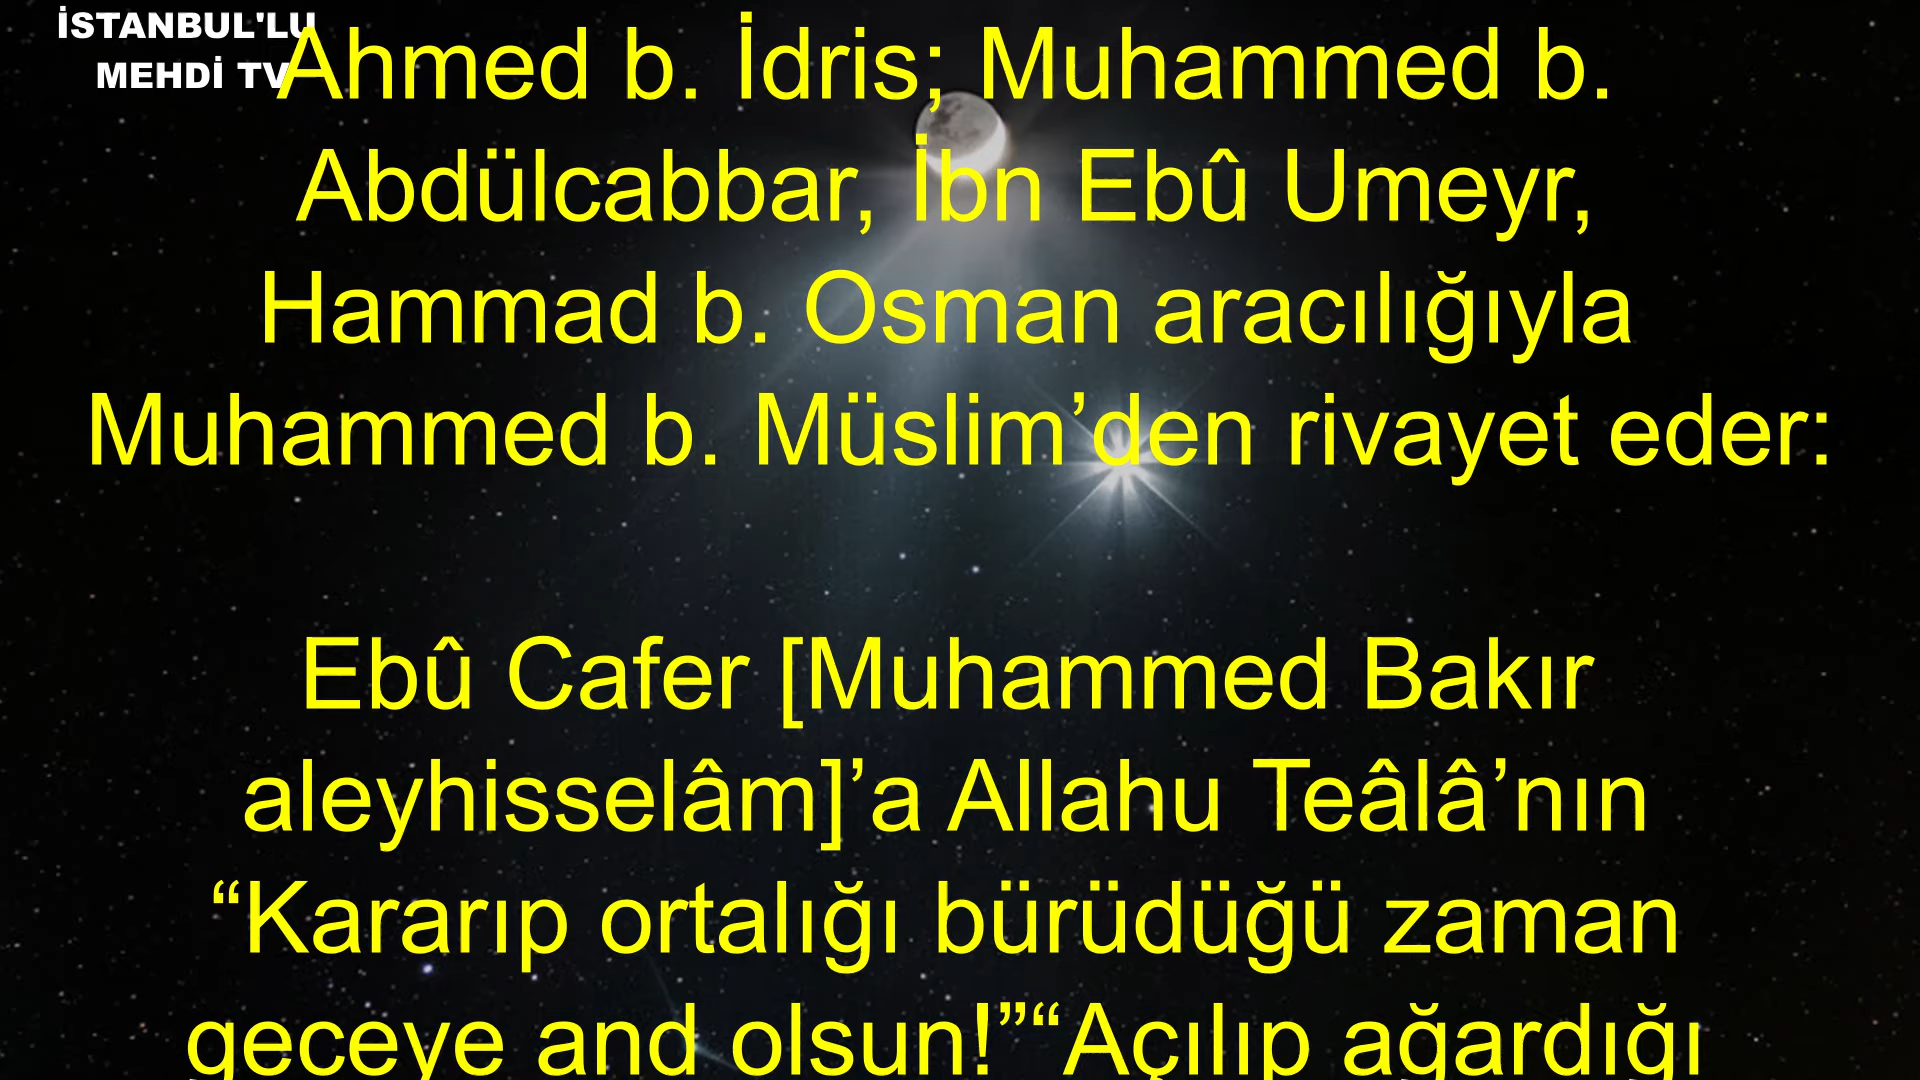 İSTANBUL'LU
MEHDİ TV
Ahmed b. İdris; Muhammed b.
Abdülcabbar, İbn Ebû Umeyr,
Hammad b. Osman aracılığıyla
Muhammed b. Müslim’den rivayet eder:
Ebû Cafer [Muhammed Bakır
aleyhisselâm]’a Allahu Teâlâ’nın
“Kararıp ortalığı bürüdüğü zaman
geceye and olsun!”“Açılıp ağardığı